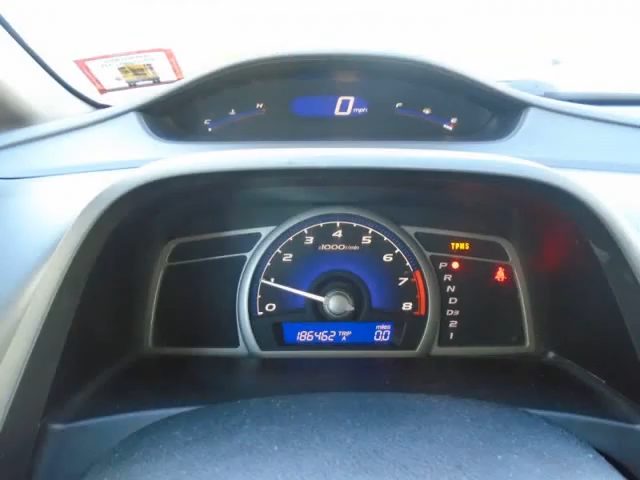 C H 0 mph F E
4
3 5
2 x1000r/min 6
1 7
0 8
TPMS
P
R
N
D
D3
2
1
186462 TRIP A miles 0.0